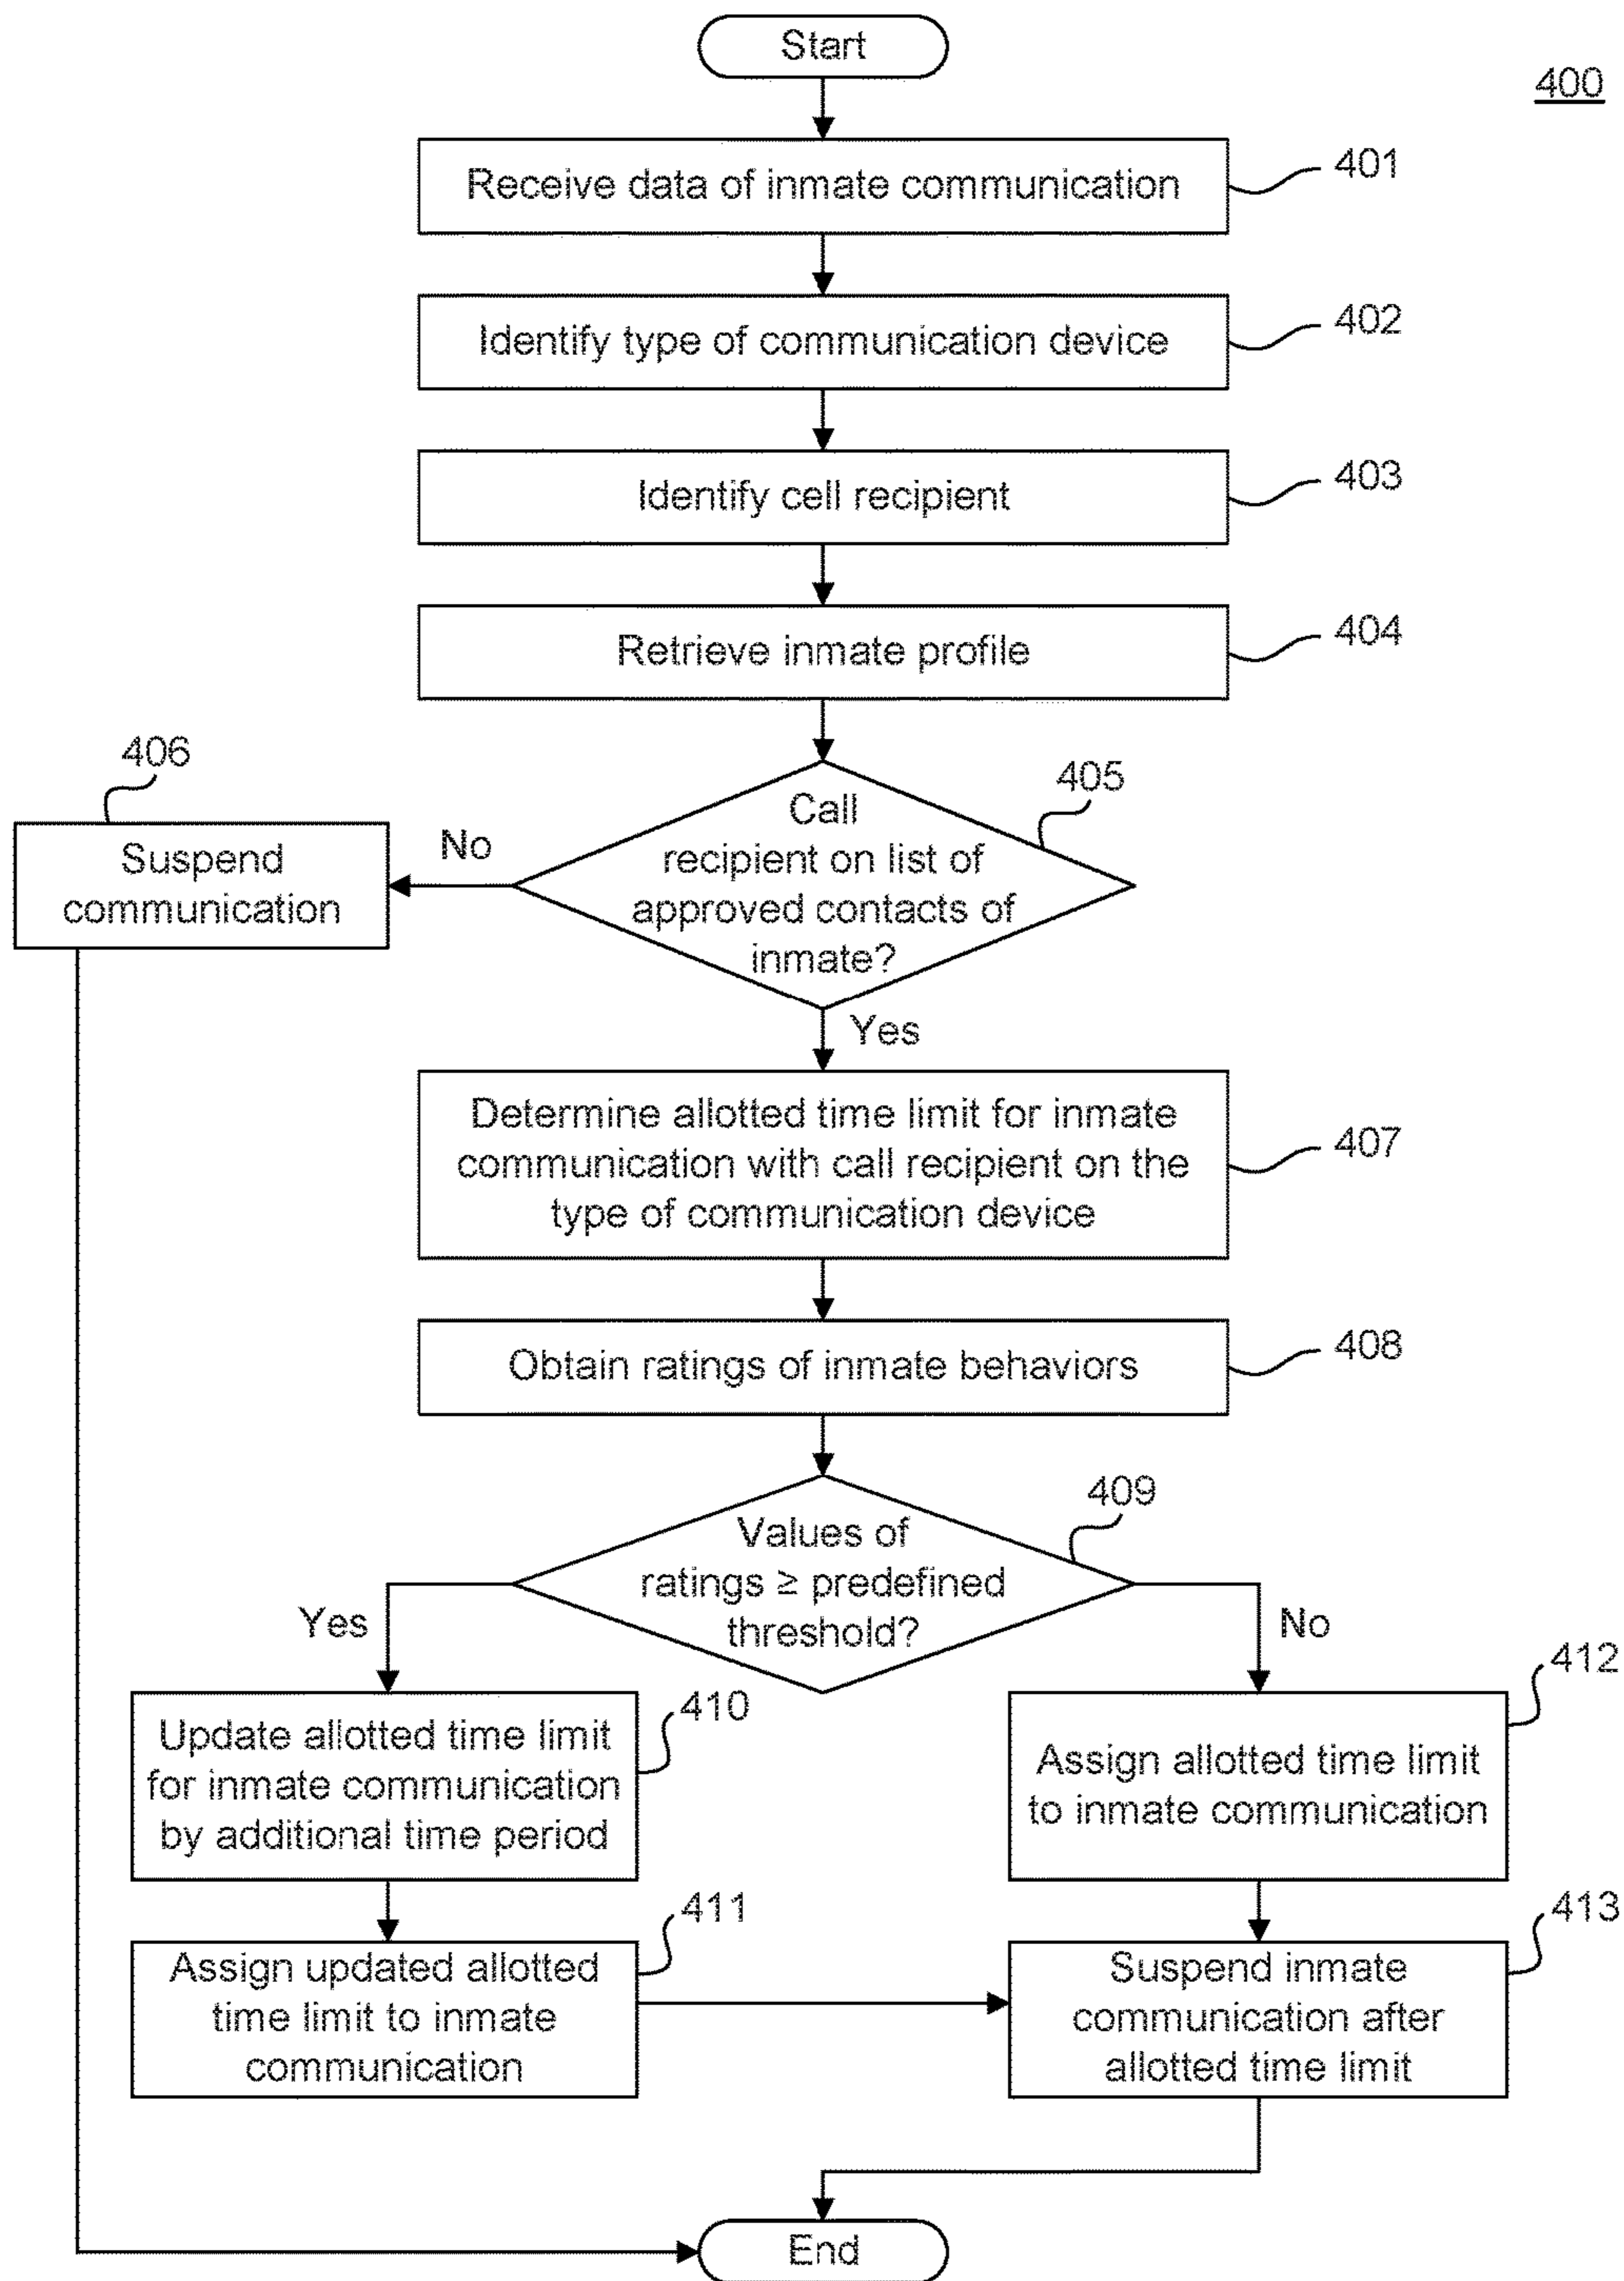 Start
400
Receive data of inmate communication
401
Identify type of communication device
402
Identify cell recipient
403
Retrieve inmate profile
404
406
405
Call
recipient on list of
approved contacts of
inmate?
No
Suspend
communication
Yes
Determine allotted time limit for inmate
communication with call recipient on the
type of communication device
407
Obtain ratings of inmate behaviors
408
409
Values of
ratings ≥ predefined
threshold?
Yes
No
410
Update allotted time limit
for inmate communication
by additional time period
412
Assign allotted time limit
to inmate communication
411
Assign updated allotted
time limit to inmate
communication
413
Suspend inmate
communication after
allotted time limit
End